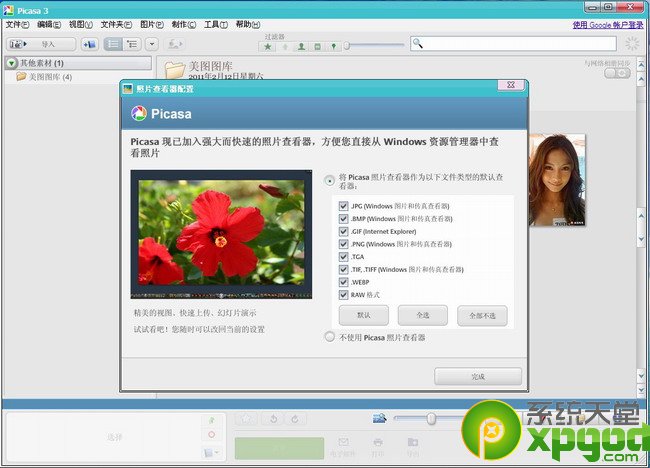 Picasa 3
文件(F) 编辑(E) 视图(V) 文件夹(F) 图片(P) 制作(C) 工具(T) 帮助(H)
使用 Google 帐户登录
导入
过滤器
其他素材 (1)
美图图库 (4)
美图图库
2011年2月12日星期六
与网络相册同步
照片查看器配置
Picasa
Picasa 现已加入强大而快速的照片查看器，方便您直接从 Windows 资源管理器中查
看照片
将 Picasa 照片查看器作为以下文件类型的默认查
看器:
.JPG (Windows 图片和传真查看器)
.BMP (Windows 图片和传真查看器)
.GIF (Internet Explorer)
.PNG (Windows 图片和传真查看器)
.TGA
.TIF, .TIFF (Windows 图片和传真查看器)
.WEBP
RAW 格式
默认
全选
全部不选
精美的视图、快速上传、幻灯片演示
试试看吧！您随时可以改回当前的设置
不使用 Picasa 照片查看器
完成
选择
电子邮件
打印
导出
系统天堂
xpgod
.com